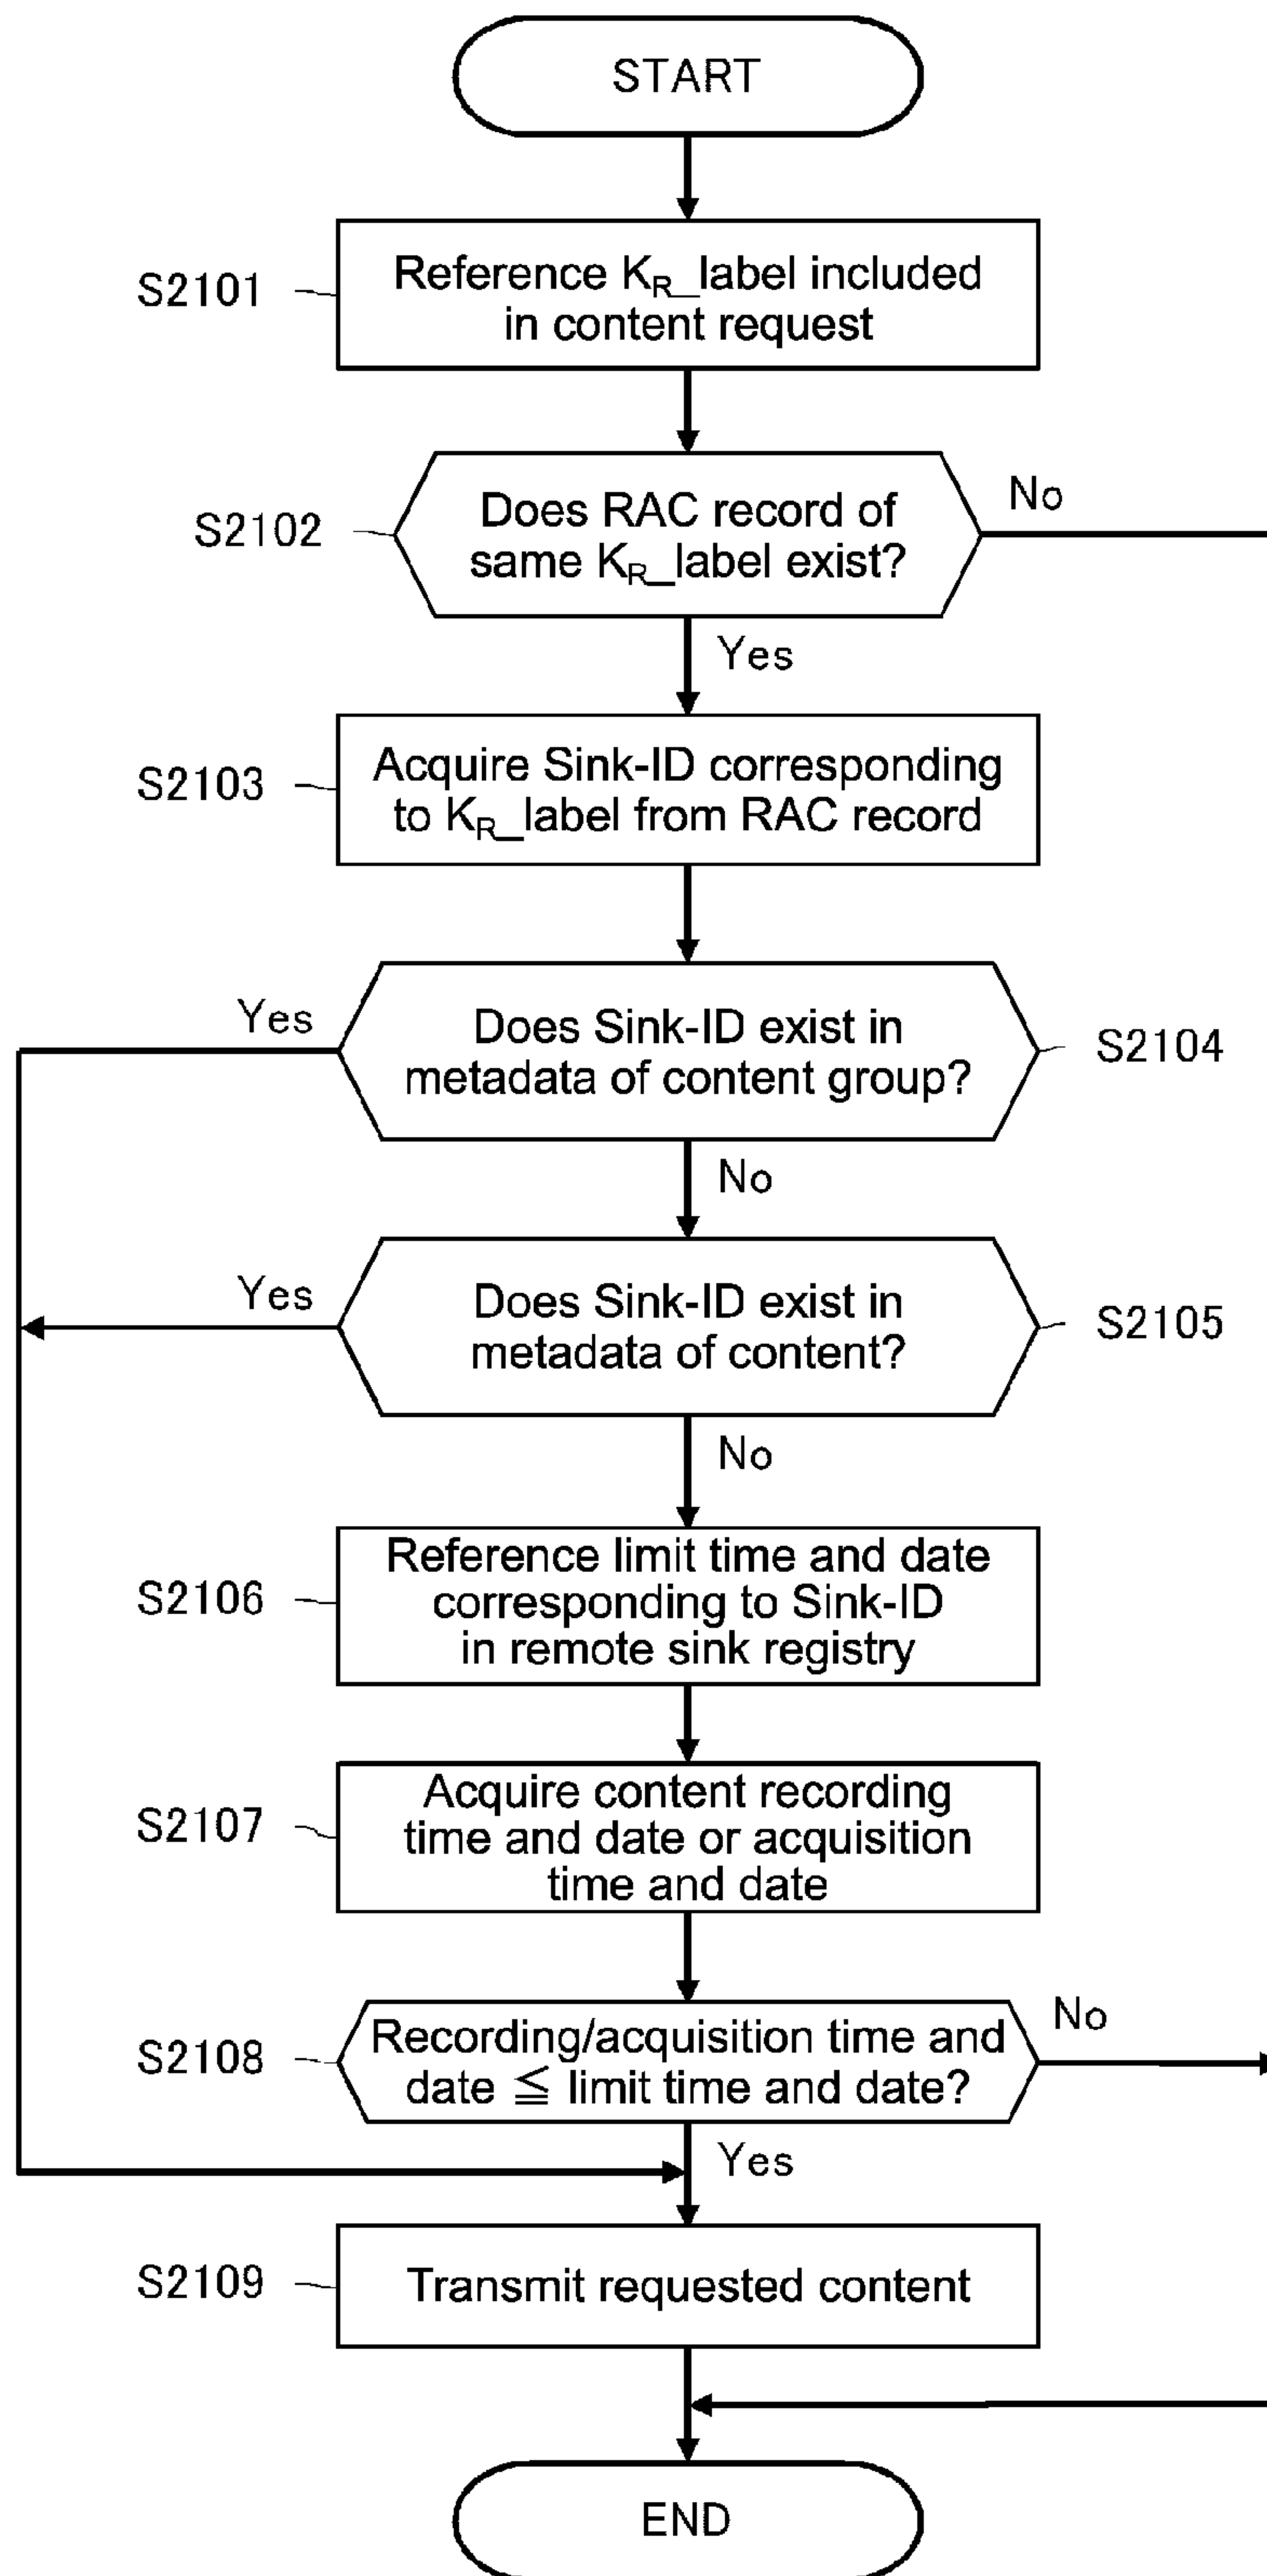 START
S2101
Reference KR_label included
in content request
S2102
Does RAC record of
same KR_label exist?
No
Yes
S2103
Acquire Sink-ID corresponding
to KR_label from RAC record
Yes
Does Sink-ID exist in
metadata of content group?
S2104
No
Yes
Does Sink-ID exist in
metadata of content?
S2105
No
S2106
Reference limit time and date
corresponding to Sink-ID
in remote sink registry
S2107
Acquire content recording
time and date or acquisition
time and date
S2108
Recording/acquisition time and
date ≦ limit time and date?
No
Yes
S2109
Transmit requested content
END